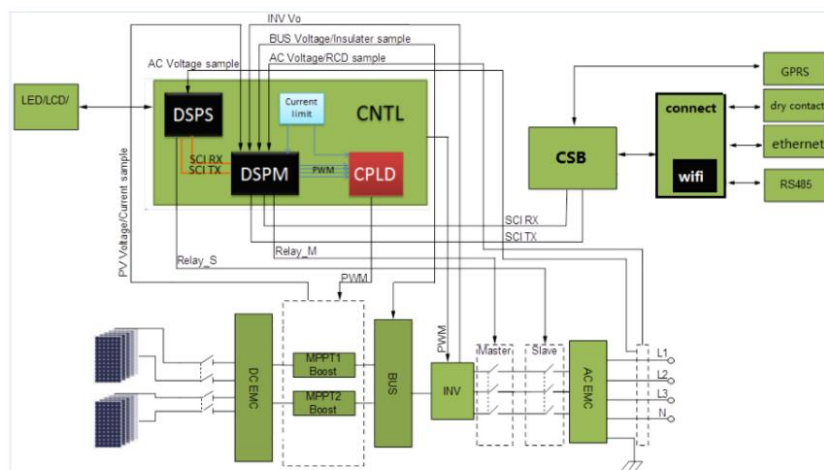 INV Vo
BUS Voltage/Insulater sample
AC Voltage sample
AC Voltage/RCD sample
LED/LCD/
DSPS
Current
limit
CNTL
SCI RX
SCI TX
DSPM
PWM
CPLD
PV Voltage/Current sample
CSB
connect
wifi
GPRS
dry contact
ethernet
RS485
SCI RX
SCI TX
Relay_S
Relay_M
PWM
PWM
DC EMC
MPPT1
Boost
MPPT2
Boost
BUS
INV
Master
Slave
AC EMC
L1
L2
L3
N